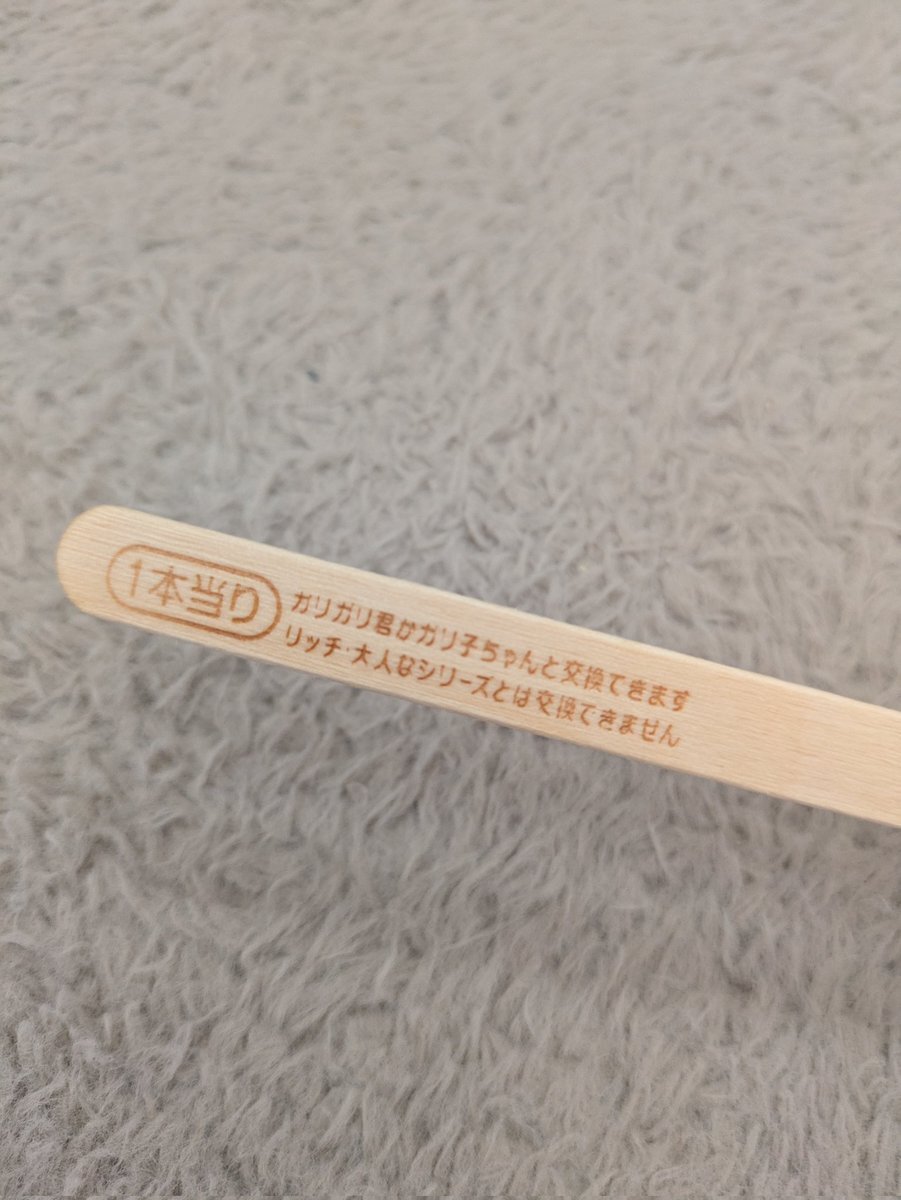 1本当り
ガリガリ君かガリ子ちゃんと交換できます
リッチ・大人なシリーズとは交換できません